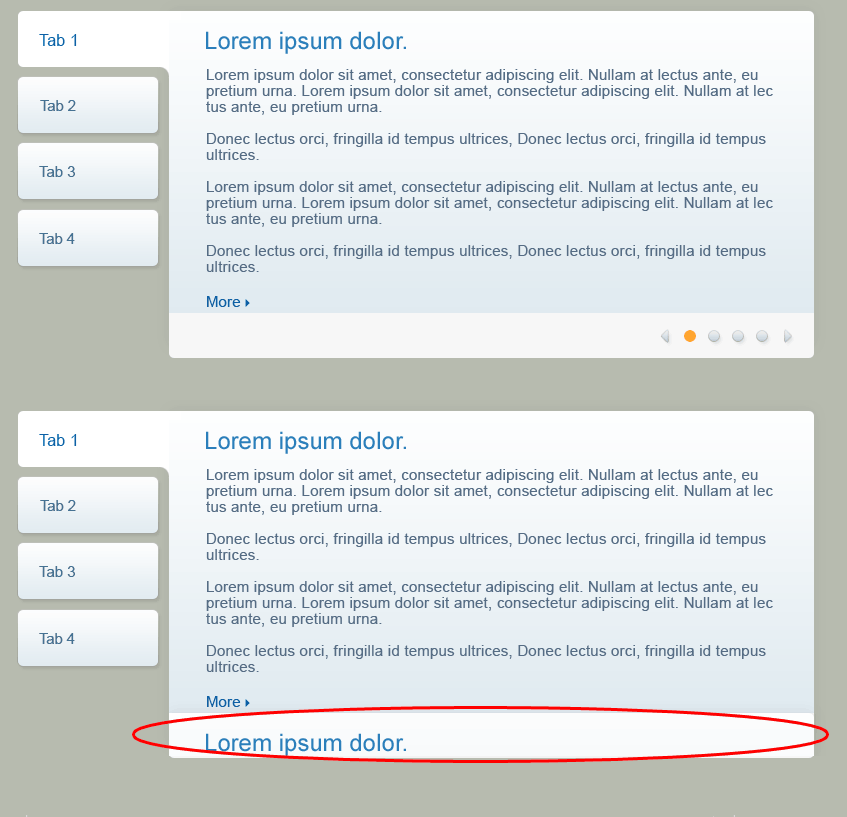 Tab 1
Tab 2
Tab 3
Tab 4
Lorem ipsum dolor.
Lorem ipsum dolor sit amet, consectetur adipiscing elit. Nullam at lectus ante, eu
pretium urna. Lorem ipsum dolor sit amet, consectetur adipiscing elit. Nullam at lec
tus ante, eu pretium urna.
Donec lectus orci, fringilla id tempus ultrices, Donec lectus orci, fringilla id tempus
ultrices.
Lorem ipsum dolor sit amet, consectetur adipiscing elit. Nullam at lectus ante, eu
pretium urna. Lorem ipsum dolor sit amet, consectetur adipiscing elit. Nullam at lec
tus ante, eu pretium urna.
Donec lectus orci, fringilla id tempus ultrices, Donec lectus orci, fringilla id tempus
ultrices.
More
Tab 1
Tab 2
Tab 3
Tab 4
Lorem ipsum dolor.
Lorem ipsum dolor sit amet, consectetur adipiscing elit. Nullam at lectus ante, eu
pretium urna. Lorem ipsum dolor sit amet, consectetur adipiscing elit. Nullam at lec
tus ante, eu pretium urna.
Donec lectus orci, fringilla id tempus ultrices, Donec lectus orci, fringilla id tempus
ultrices.
Lorem ipsum dolor sit amet, consectetur adipiscing elit. Nullam at lectus ante, eu
pretium urna. Lorem ipsum dolor sit amet, consectetur adipiscing elit. Nullam at lec
tus ante, eu pretium urna.
Donec lectus orci, fringilla id tempus ultrices, Donec lectus orci, fringilla id tempus
ultrices.
More
Lorem ipsum dolor.